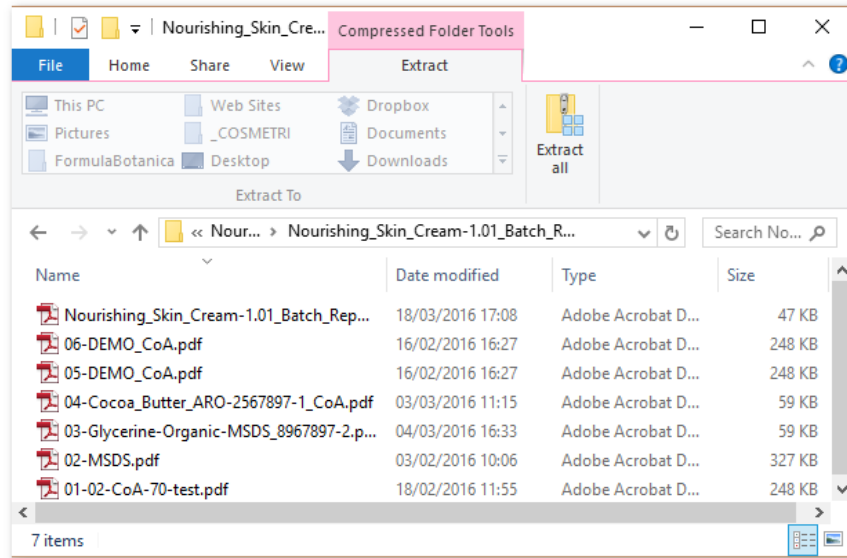 Nourishing_Skin_Cre... Compressed Folder Tools
File Home Share View Extract
This PC Web Sites Dropbox
Pictures _COSMETRI Documents
FormulaBotanica Desktop Downloads
Extract all
Extract To
« Nour... › Nourishing_Skin_Cream-1.01_Batch_R... Search No...
Name Date modified Type Size
Nourishing_Skin_Cream-1.01_Batch_Rep... 18/03/2016 17:08 Adobe Acrobat D... 47 KB
06-DEMO_CoA.pdf 16/02/2016 16:27 Adobe Acrobat D... 248 KB
05-DEMO_CoA.pdf 16/02/2016 16:27 Adobe Acrobat D... 248 KB
04-Cocoa_Butter_ARO-2567897-1_CoA.pdf 03/03/2016 11:15 Adobe Acrobat D... 59 KB
03-Glycerine-Organic-MSDS_8967897-2.p... 04/03/2016 16:33 Adobe Acrobat D... 59 KB
02-MSDS.pdf 03/02/2016 10:06 Adobe Acrobat D... 327 KB
01-02-CoA-70-test.pdf 18/02/2016 11:55 Adobe Acrobat D... 248 KB
7 items